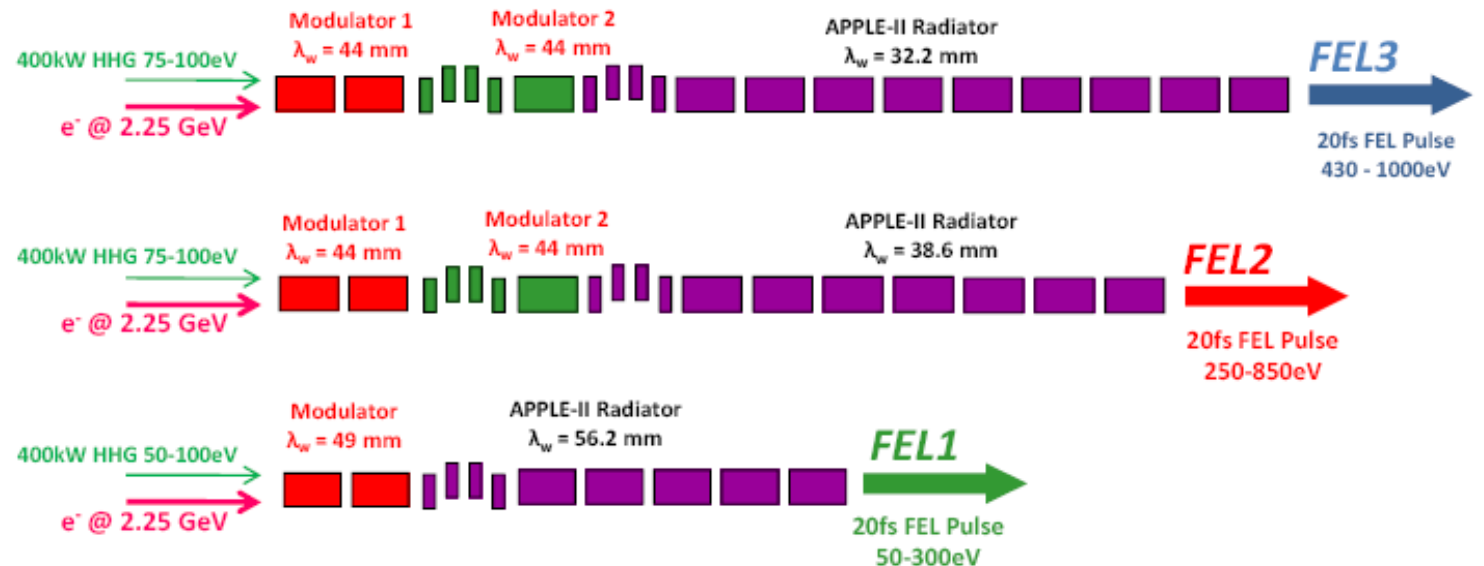 Modulator 1
λw = 44 mm
Modulator 2
λw = 44 mm
APPLE-II Radiator
λw = 32.2 mm
400kW HHG 75-100eV
e- @ 2.25 GeV
FEL3
20fs FEL Pulse
430 - 1000eV
Modulator 1
λw = 44 mm
Modulator 2
λw = 44 mm
APPLE-II Radiator
λw = 38.6 mm
400kW HHG 75-100eV
e- @ 2.25 GeV
FEL2
20fs FEL Pulse
250-850eV
Modulator
λw = 49 mm
APPLE-II Radiator
λw = 56.2 mm
400kW HHG 50-100eV
e- @ 2.25 GeV
FEL1
20fs FEL Pulse
50-300eV